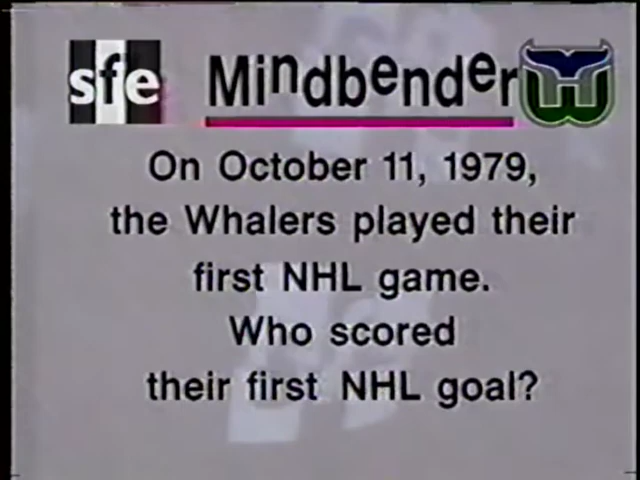 sfe Mindbender
On October 11, 1979,
the Whalers played their
first NHL game.
Who scored
their first NHL goal?